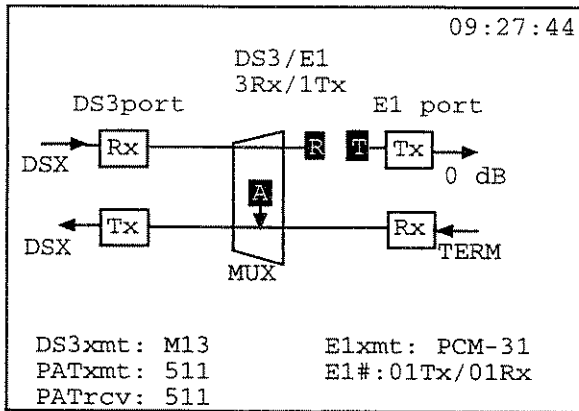 09:27:44
DS3/E1
3Rx/1Tx
DS3port
E1 port
Rx
R
T
Tx
DSX
0 dB
A
Tx
Rx
DSX
TERM
MUX
DS3xmt: M13
E1xmt: PCM-31
PATxmt: 511
E1#:01Tx/01Rx
PATrcv: 511